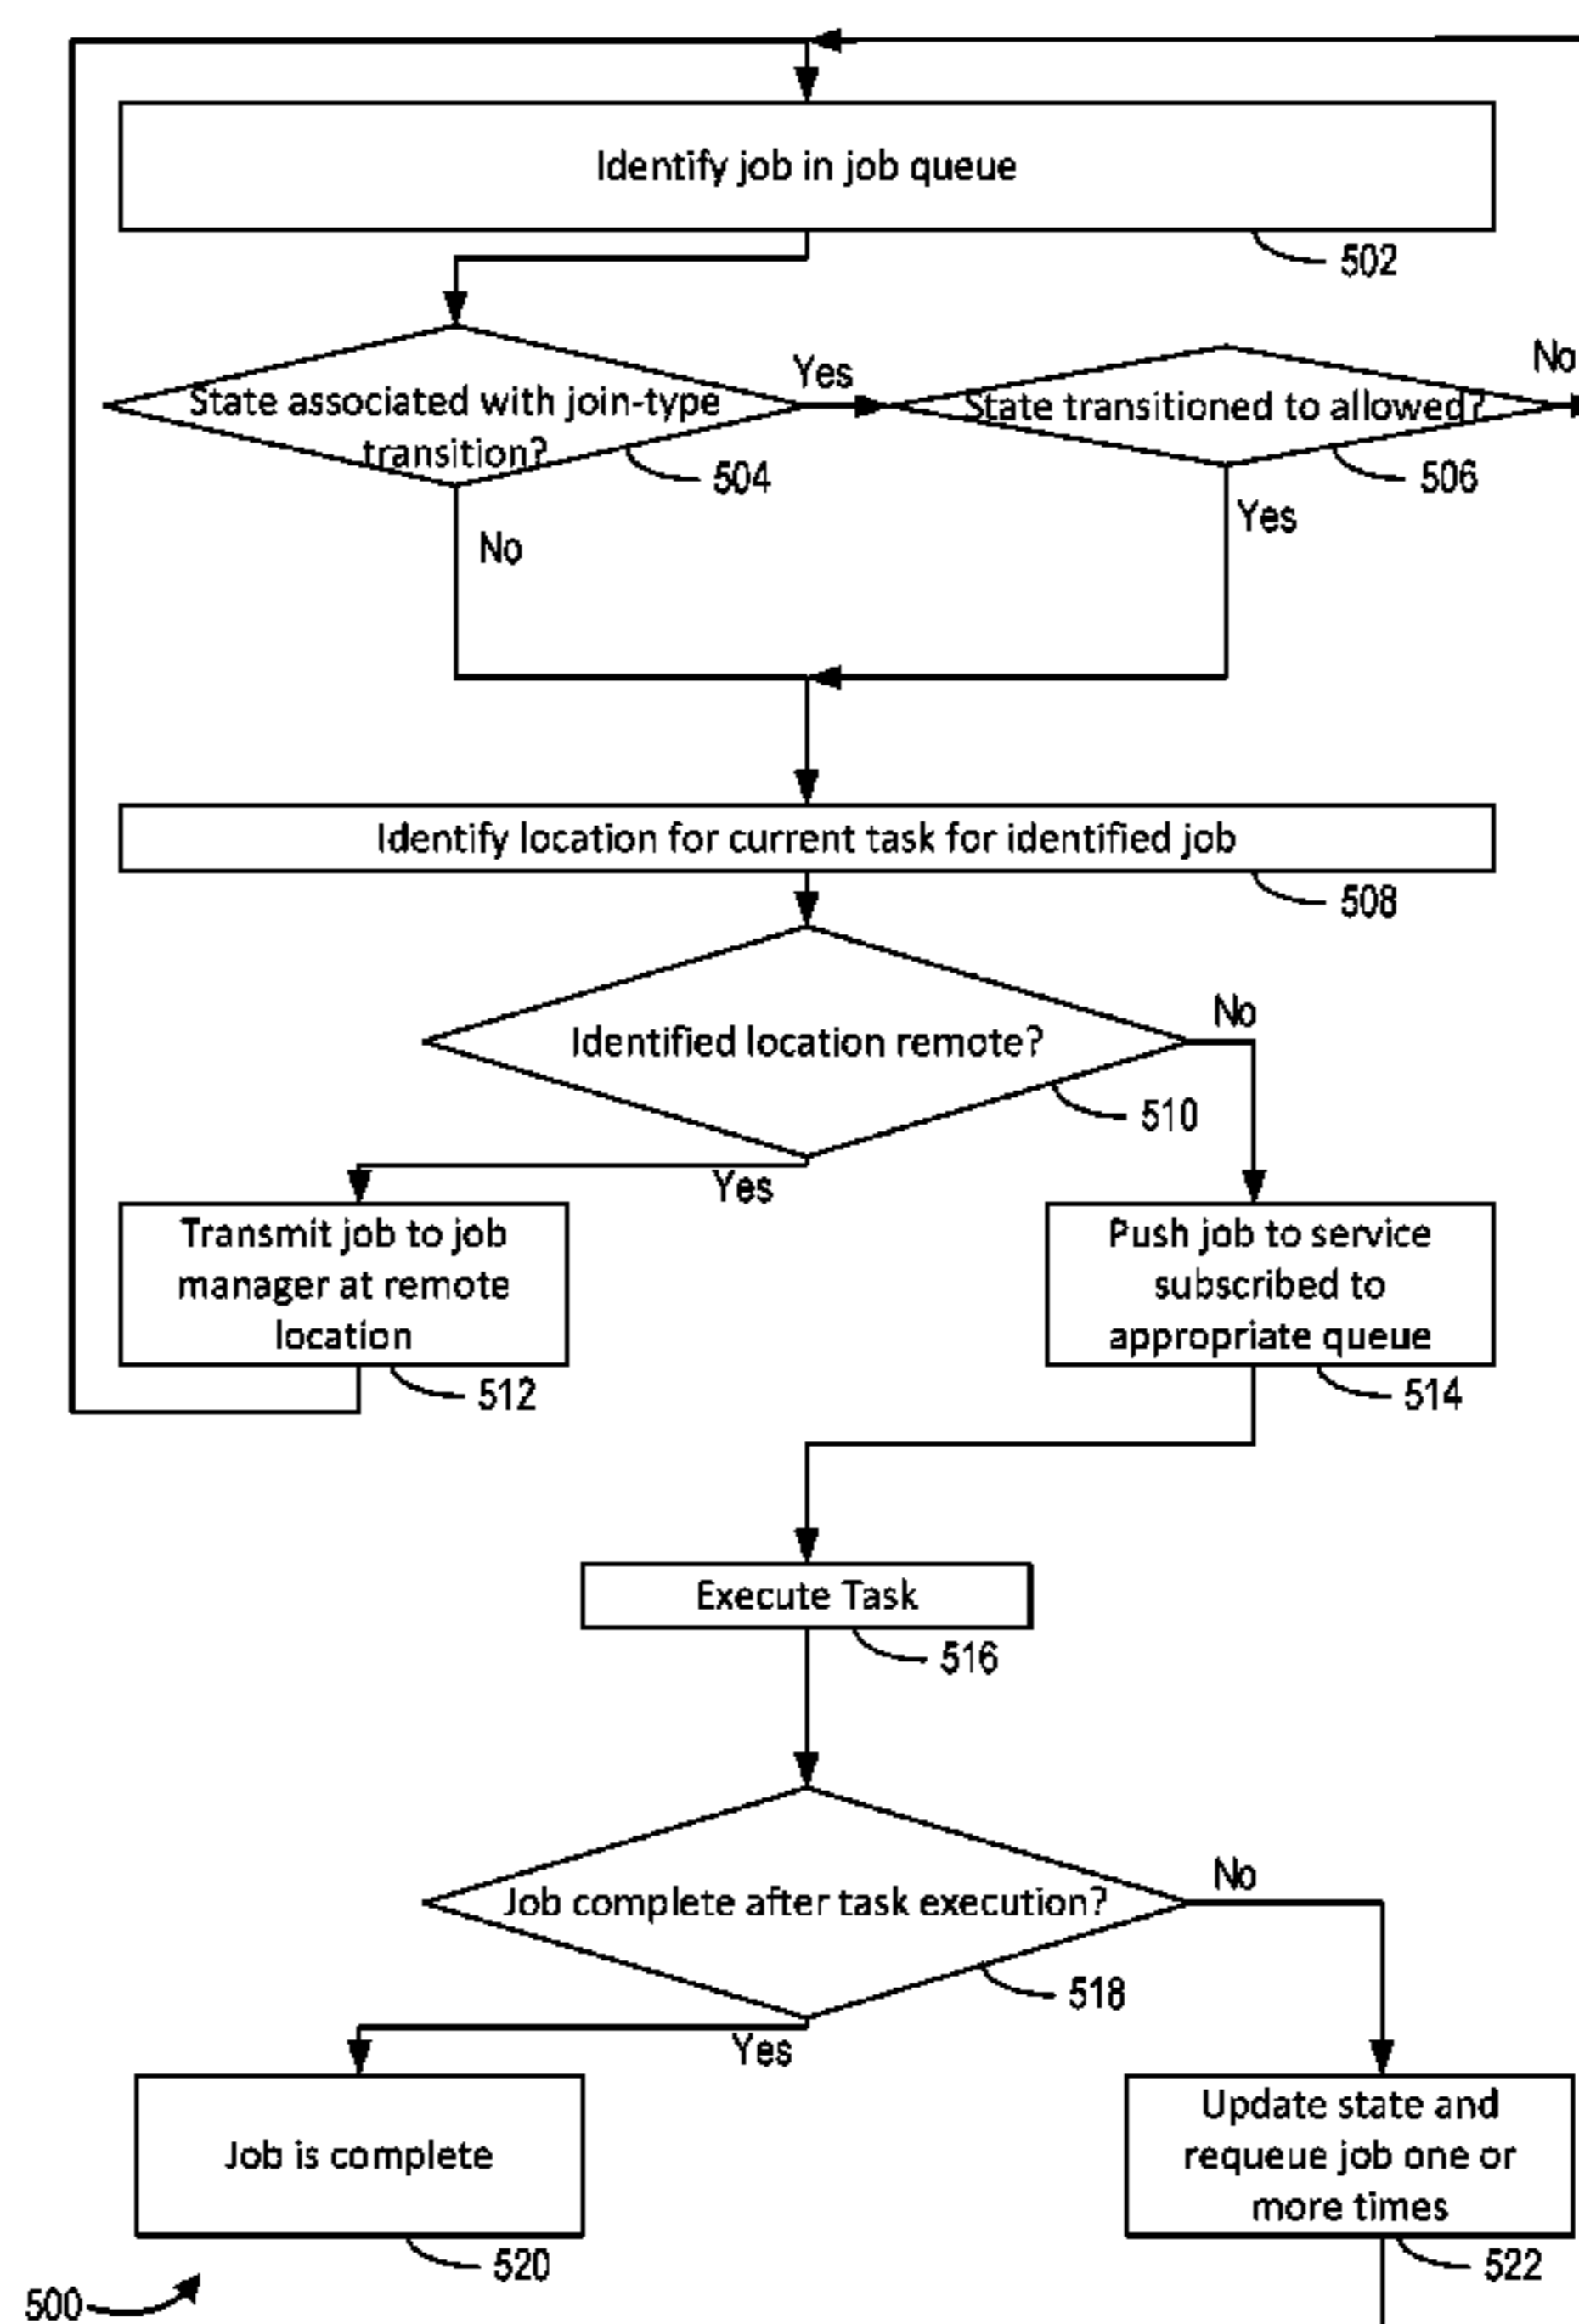 Identify job in job queue
502
Yes
No
State associated with join-type
transition?
504
State transitioned to allowed?
506
No
Yes
Identify location for current task for identified job
508
Identified location remote?
No
510
Yes
Transmit job to job
manager at remote
location
512
Push job to service
subscribed to
appropriate queue
514
Execute Task
516
Job complete after task execution?
No
518
Yes
Job is complete
520
Update state and
requeue job one or
more times
522
500